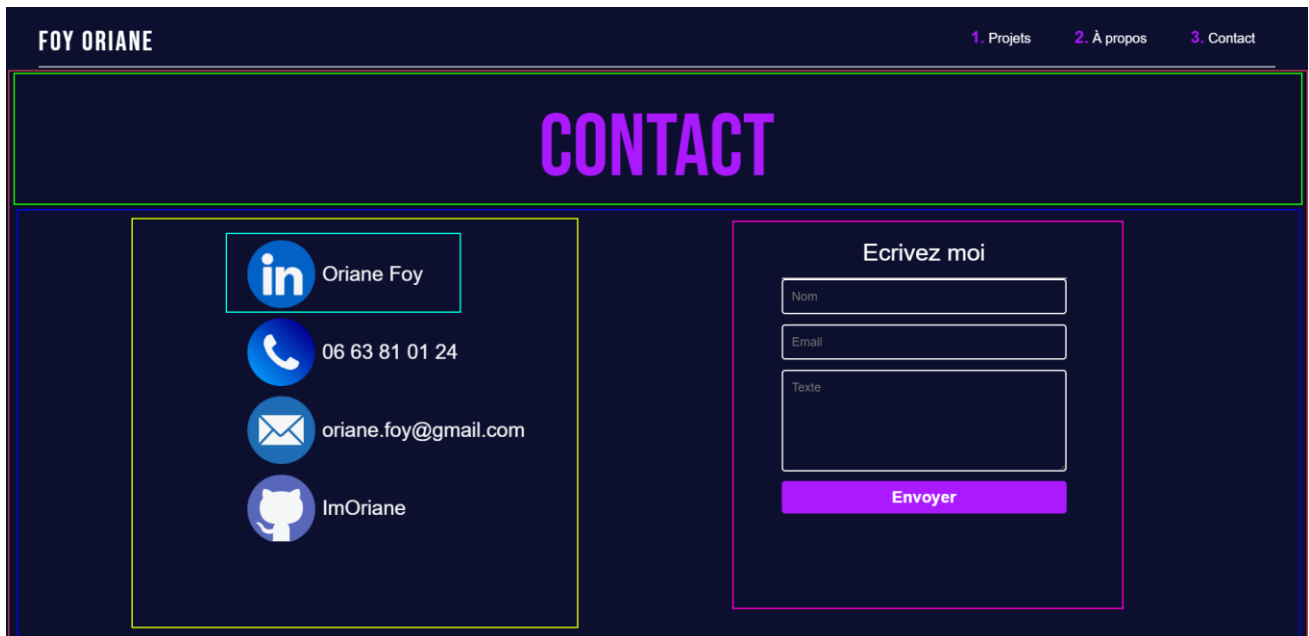 FOY ORIANE
1. Projets 2. À propos 3. Contact
CONTACT
in Oriane Foy
06 63 81 01 24
oriane.foy@gmail.com
ImOriane
Ecrivez moi
Nom
Email
Texte
Envoyer